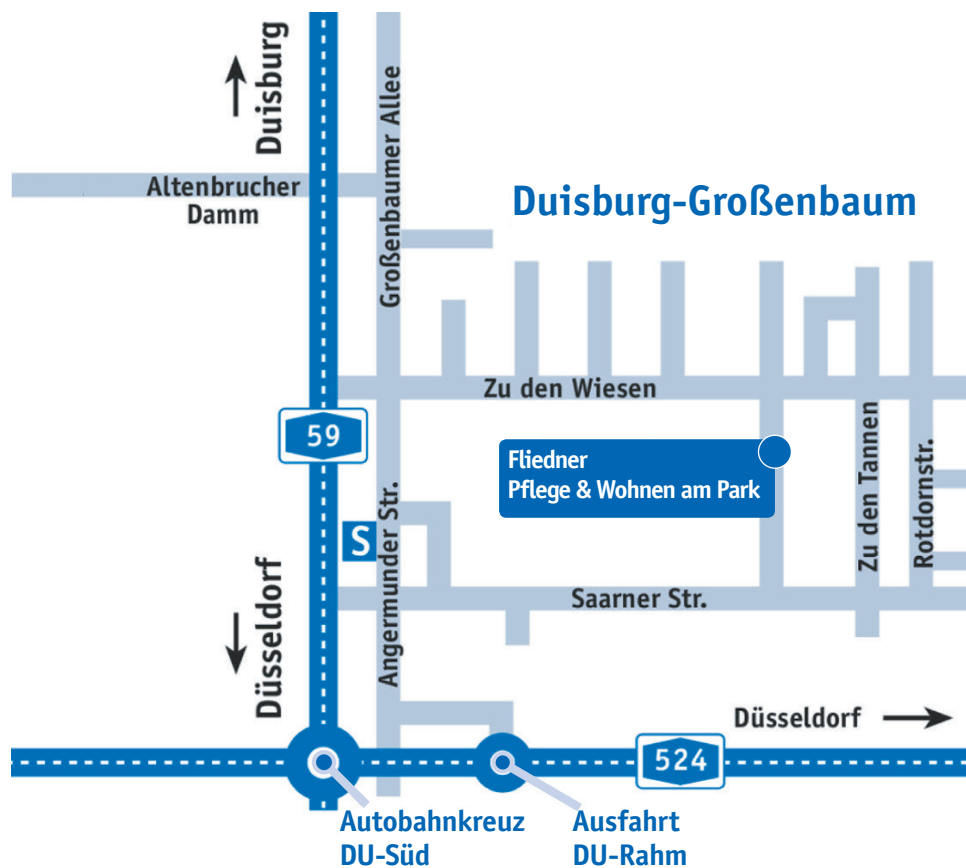 Duisburg
Großenbaumer Allee
Altenbrucher
Damm
Duisburg-Großenbaum
Zu den Wiesen
59
Fliedner
Pflege & Wohnen am Park
Zu den Tannen
Rotdornstr.
S
Angermunder Str.
Saarner Str.
Düsseldorf
Düsseldorf
524
Autobahnkreuz
DU-Süd
Ausfahrt
DU-Rahm